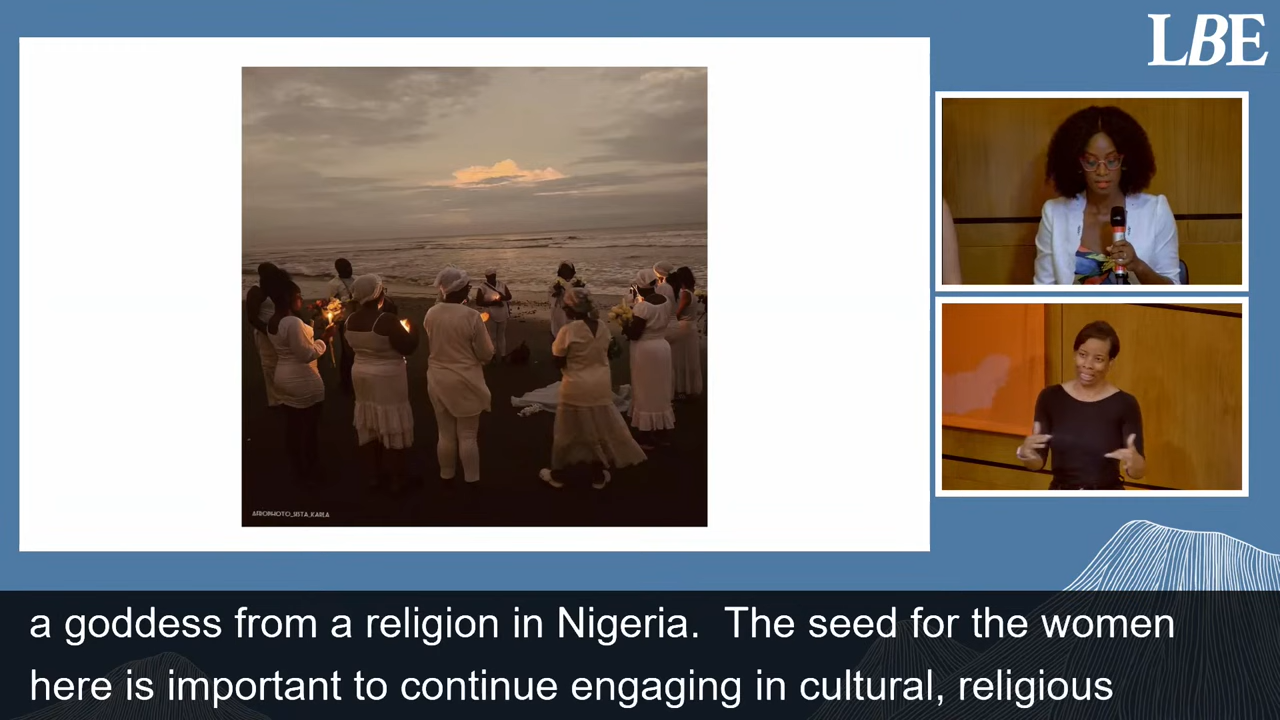 LBE
AFROPHOTO_SISTA_KARLA
a goddess from a religion in Nigeria. The seed for the women
here is important to continue engaging in cultural, religious